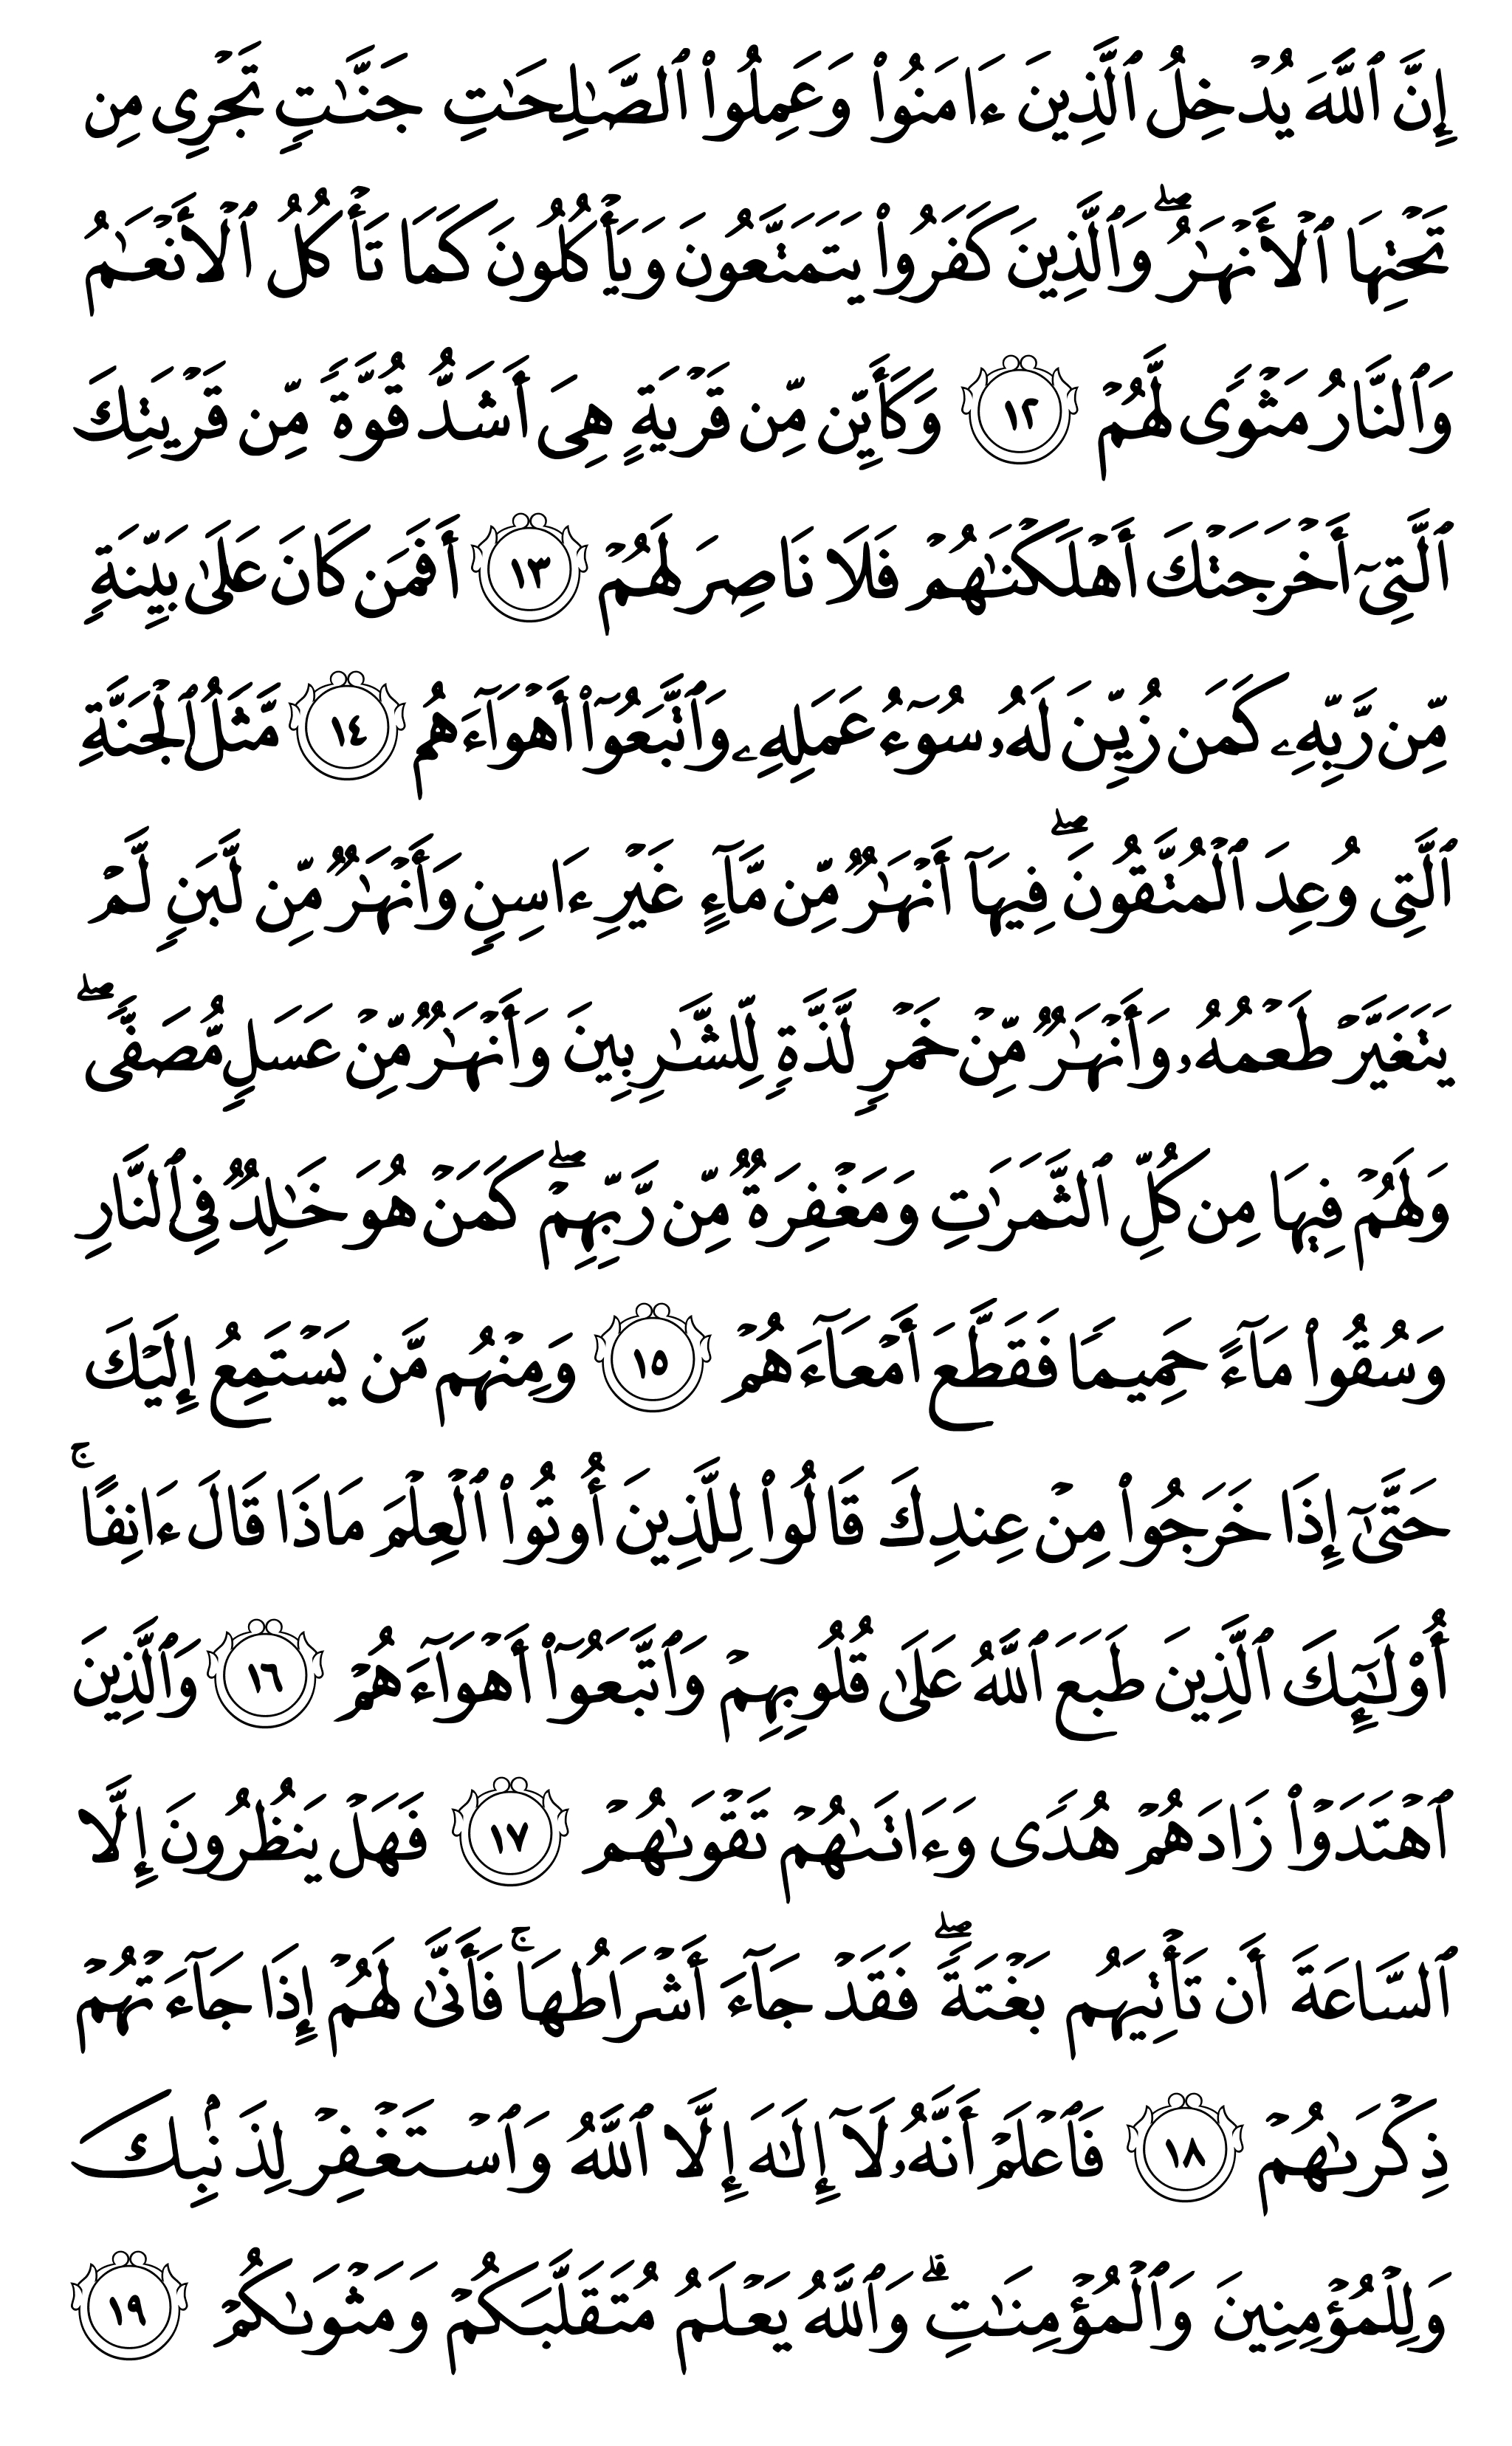 إِنَّ ٱللَّهَ يُدۡخِلُ ٱلَّذِينَ ءَامَنُواْ وَعَمِلُواْ ٱلصَّٰلِحَٰتِ جَنَّٰتٖ تَجۡرِي مِن
تَحۡتِهَا ٱلۡأَنۡهَٰرُۖ وَٱلَّذِينَ كَفَرُواْ يَتَمَتَّعُونَ وَيَأۡكُلُونَ كَمَا تَأۡكُلُ ٱلۡأَنۡعَٰمُ
وَٱلنَّارُ مَثۡوٗى لَّهُمۡ ١٢ وَكَأَيِّن مِّن قَرۡيَةٍ هِيَ أَشَدُّ قُوَّةٗ مِّن قَرۡيَتِكَ
ٱلَّتِيٓ أَخۡرَجَتۡكَ أَهۡلَكۡنَٰهُمۡ فَلَا نَاصِرَ لَهُمۡ ١٣ أَفَمَن كَانَ عَلَىٰ بَيِّنَةٖ
مِّن رَّبِّهِۦ كَمَن زُيِّنَ لَهُۥ سُوٓءُ عَمَلِهِۦ وَٱتَّبَعُوٓاْ أَهۡوَآءَهُم ١٤ مَّثَلُ ٱلۡجَنَّةِ
ٱلَّتِي وُعِدَ ٱلۡمُتَّقُونَۖ فِيهَآ أَنۡهَٰرٞ مِّن مَّآءٍ غَيۡرِ ءَاسِنٖ وَأَنۡهَٰرٞ مِّن لَّبَنٖ لَّمۡ
يَتَغَيَّرۡ طَعۡمُهُۥ وَأَنۡهَٰرٞ مِّنۡ خَمۡرٖ لَّذَّةٖ لِّلشَّٰرِبِينَ وَأَنۡهَٰرٞ مِّنۡ عَسَلٖ مُّصَفّٗىۖ
وَلَهُمۡ فِيهَا مِن كُلِّ ٱلثَّمَرَٰتِ وَمَغۡفِرَةٞ مِّن رَّبِّهِمۡۖ كَمَنۡ هُوَ خَٰلِدٞ فِي ٱلنَّارِ
وَسُقُواْ مَآءً حَمِيمٗا فَقَطَّعَ أَمۡعَآءَهُمۡ ١٥ وَمِنۡهُم مَّن يَسۡتَمِعُ إِلَيۡكَ
حَتَّىٰٓ إِذَا خَرَجُواْ مِنۡ عِندِكَ قَالُواْ لِلَّذِينَ أُوتُواْ ٱلۡعِلۡمَ مَاذَا قَالَ ءَانِفًاۚ
أُوْلَٰٓئِكَ ٱلَّذِينَ طَبَعَ ٱللَّهُ عَلَىٰ قُلُوبِهِمۡ وَٱتَّبَعُوٓاْ أَهۡوَآءَهُمۡ ١٦ وَٱلَّذِينَ
ٱهۡتَدَوۡاْ زَادَهُمۡ هُدٗى وَءَاتَىٰهُمۡ تَقۡوَىٰهُمۡ ١٧ فَهَلۡ يَنظُرُونَ إِلَّا
ٱلسَّاعَةَ أَن تَأۡتِيَهُم بَغۡتَةٗۖ فَقَدۡ جَآءَ أَشۡرَاطُهَاۚ فَأَنَّىٰ لَهُمۡ إِذَا جَآءَتۡهُمۡ
ذِكۡرَىٰهُمۡ ١٨ فَٱعۡلَمۡ أَنَّهُۥ لَآ إِلَٰهَ إِلَّا ٱللَّهُ وَٱسۡتَغۡفِرۡ لِذَنۢبِكَ
وَلِلۡمُؤۡمِنِينَ وَٱلۡمُؤۡمِنَٰتِۗ وَٱللَّهُ يَعۡلَمُ مُتَقَلَّبَكُمۡ وَمَثۡوَىٰكُمۡ ١٩